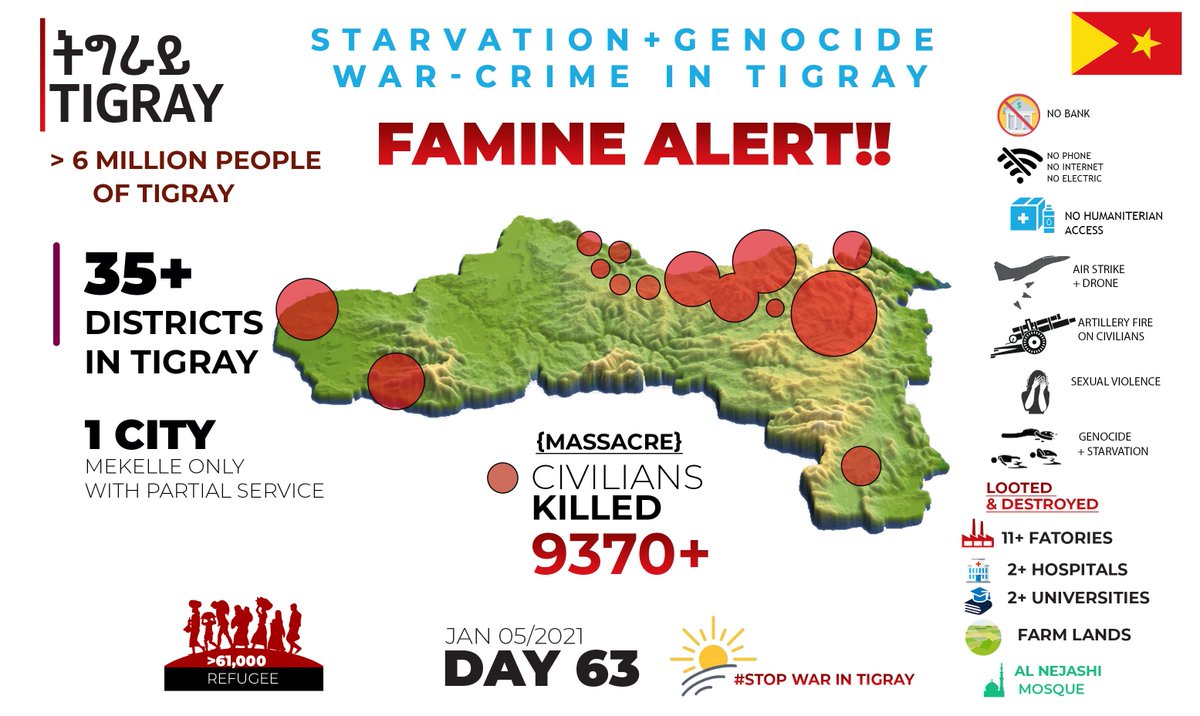 ትግራይ
TIGRAY
> 6 MILLION PEOPLE
OF TIGRAY
35+
DISTRICTS
IN TIGRAY
1 CITY
MEKELLE ONLY
WITH PARTIAL SERVICE
>61,000
REFUGEE
STARVATION+GENOCIDE
WAR-CRIME IN TIGRAY
FAMINE ALERT!!
{MASSACRE}
CIVILIANS
KILLED
9370+
JAN 05/2021
DAY 63
#STOP WAR IN TIGRAY
$
NO BANK
NO PHONE
NO INTERNET
NO ELECTRIC
NO HUMANITERIAN
ACCESS
AIR STRIKE
+ DRONE
ARTILLERY FIRE
ON CIVILIANS
SEXUAL VIOLENCE
GENOCIDE
+ STARVATION
LOOTED
& DESTROYED
11+ FATORIES
2+ HOSPITALS
2+ UNIVERSITIES
FARM LANDS
AL NEJASHI
MOSQUE